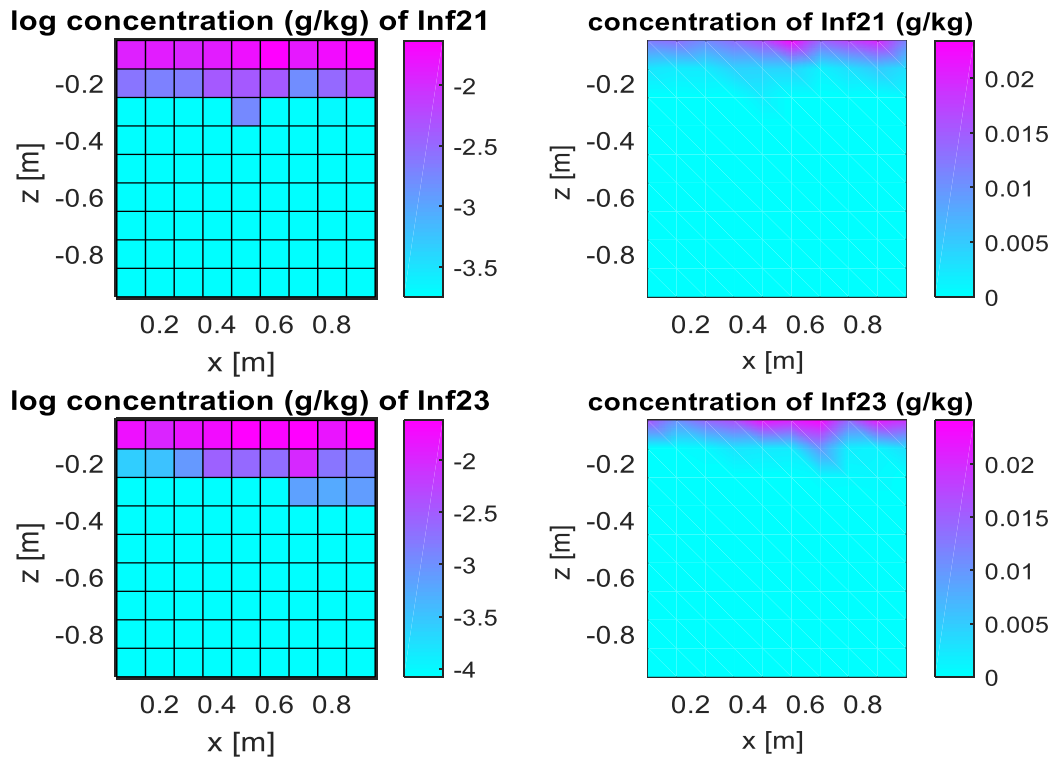 log concentration (g/kg) of Inf21
concentration of Inf21 (g/kg)
-0.2
-0.4
-0.6
-0.8
z [m]
0.2 0.4 0.6 0.8
x [m]
-2
-2.5
-3
-3.5
-0.2
-0.4
-0.6
-0.8
z [m]
0.2 0.4 0.6 0.8
x [m]
0.02
0.015
0.01
0.005
0
log concentration (g/kg) of Inf23
concentration of Inf23 (g/kg)
-0.2
-0.4
-0.6
-0.8
z [m]
0.2 0.4 0.6 0.8
x [m]
-2
-2.5
-3
-3.5
-4
-0.2
-0.4
-0.6
-0.8
z [m]
0.2 0.4 0.6 0.8
x [m]
0.02
0.015
0.01
0.005
0